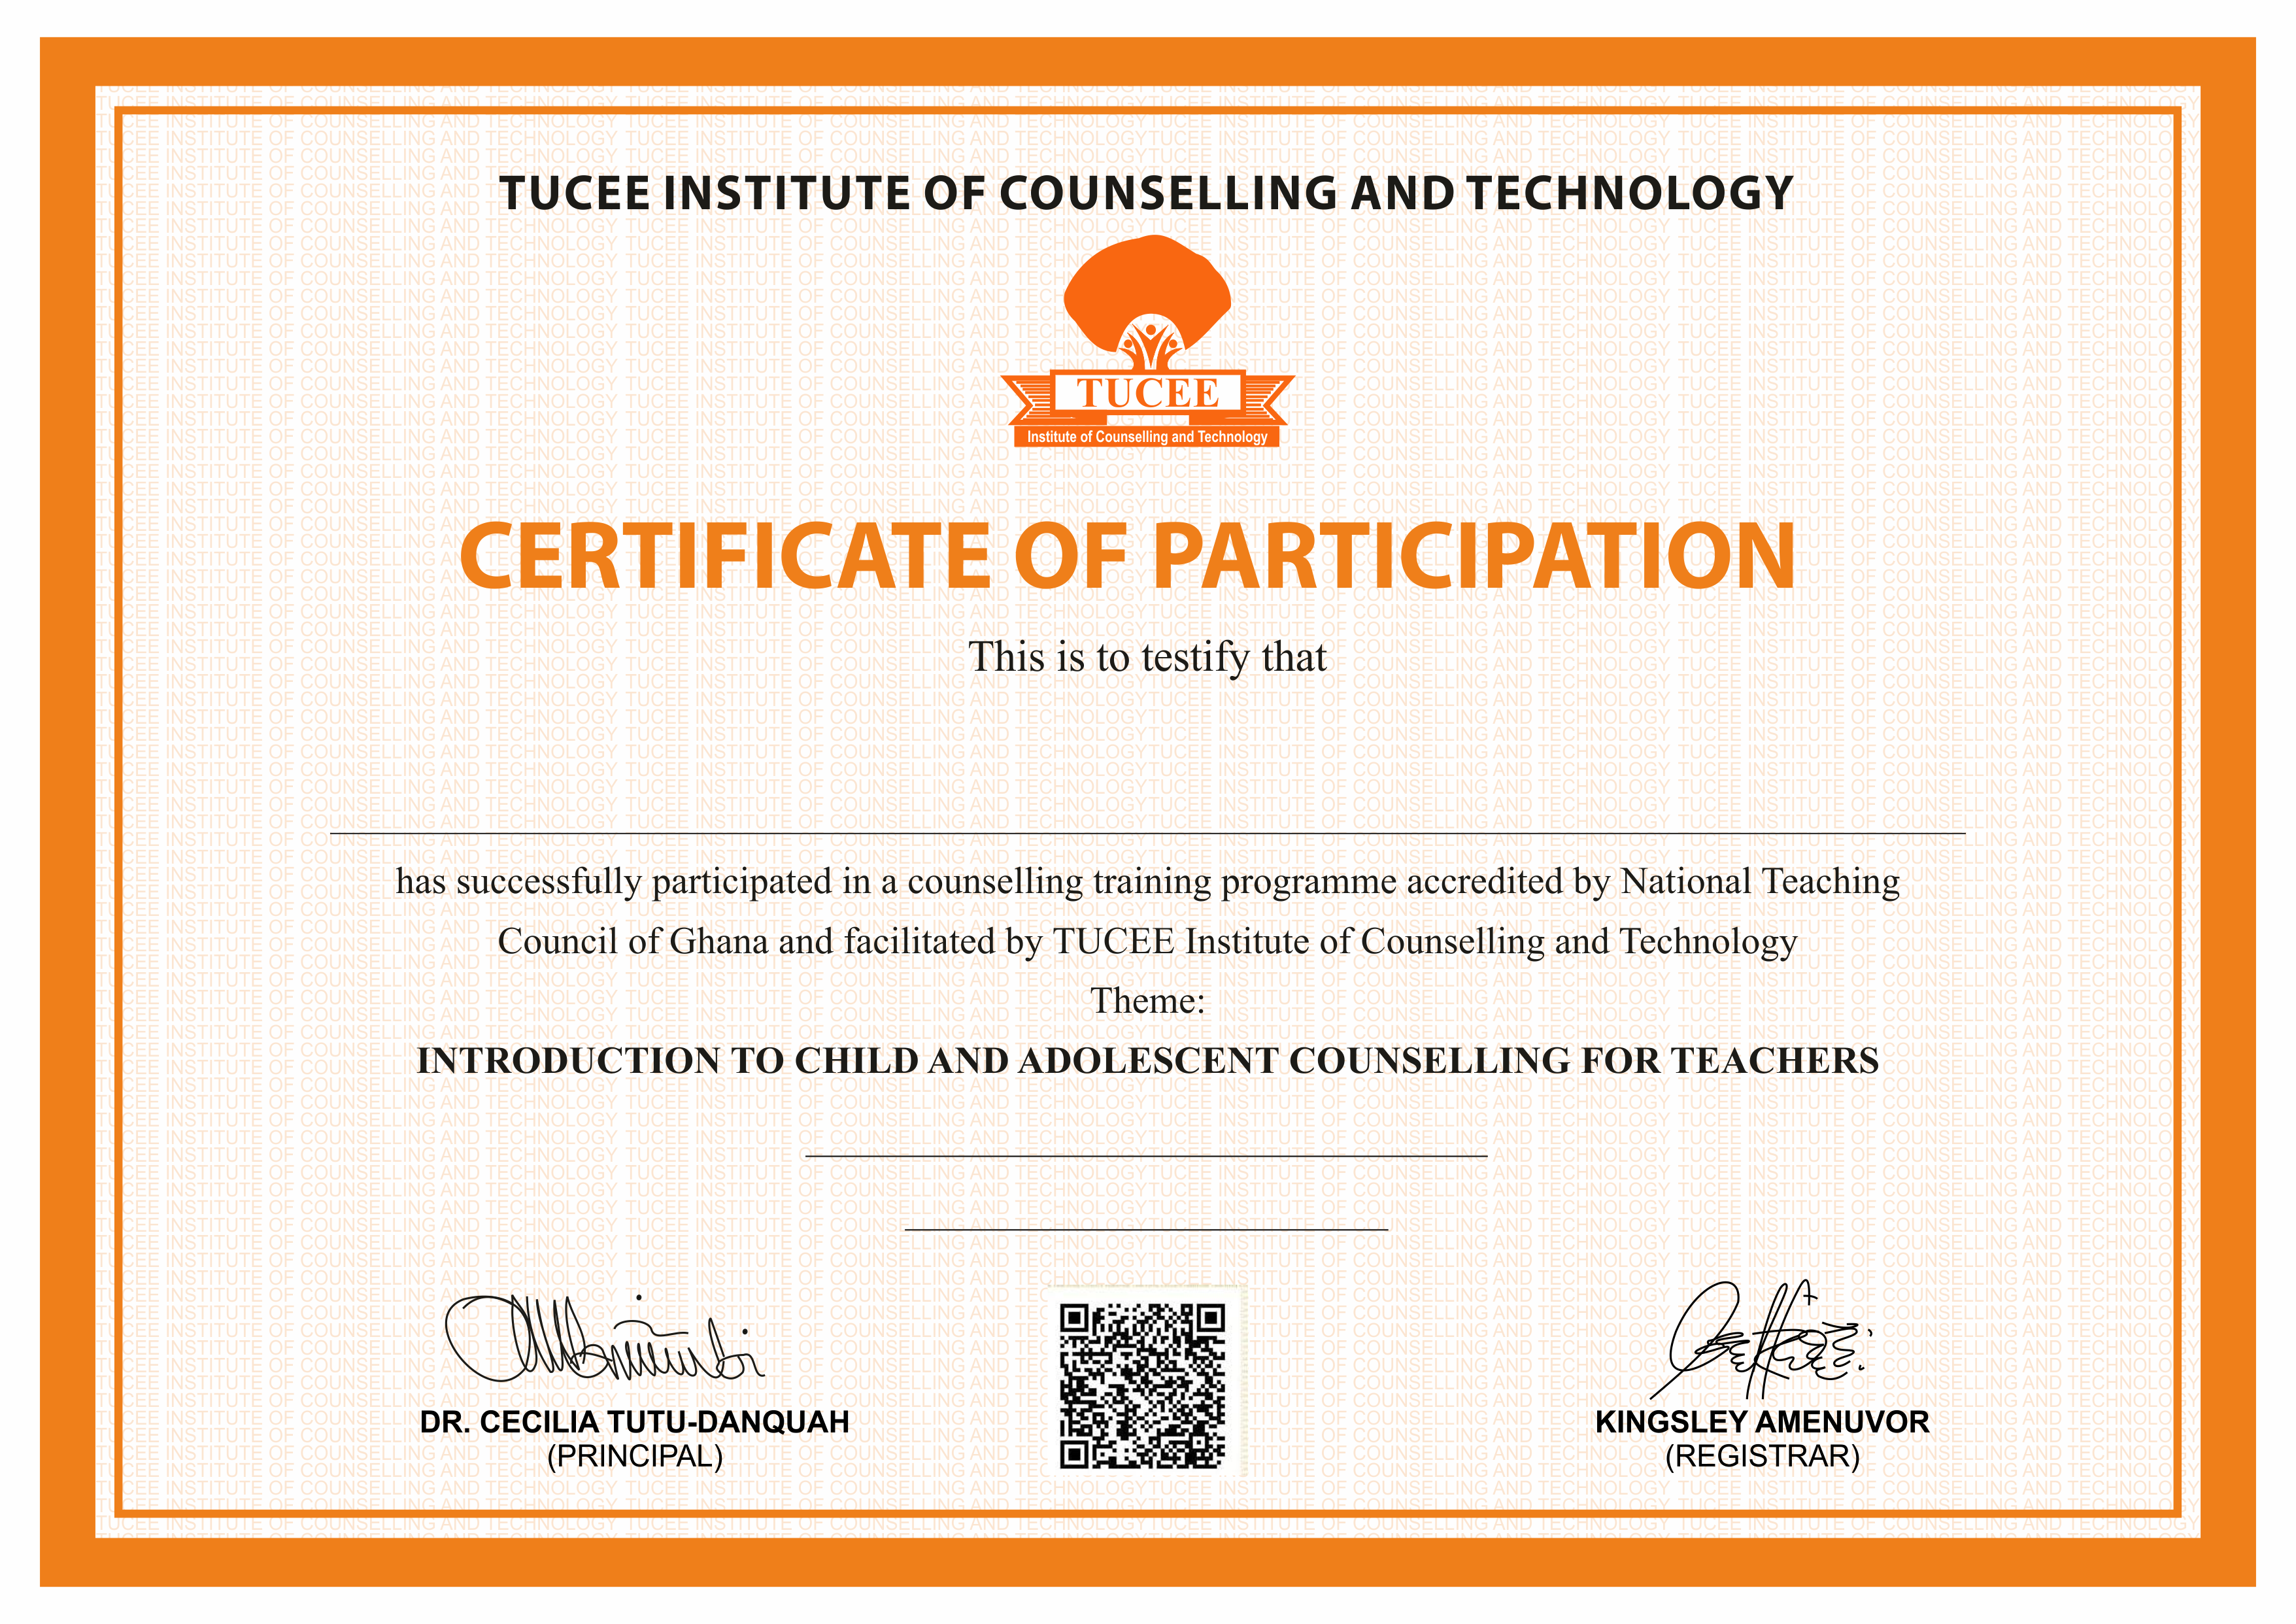 TUCEE INSTITUTE OF COUNSELLING AND TECHNOLOGY
TUCEE
Institute of Counselling and Technology
CERTIFICATE OF PARTICIPATION
This is to testify that
has successfully participated in a counselling training programme accredited by National Teaching
Council of Ghana and facilitated by TUCEE Institute of Counselling and Technology
Theme:
INTRODUCTION TO CHILD AND ADOLESCENT COUNSELLING FOR TEACHERS
DR. CECILIA TUTU-DANQUAH
(PRINCIPAL)
KINGSLEY AMENUVOR
(REGISTRAR)